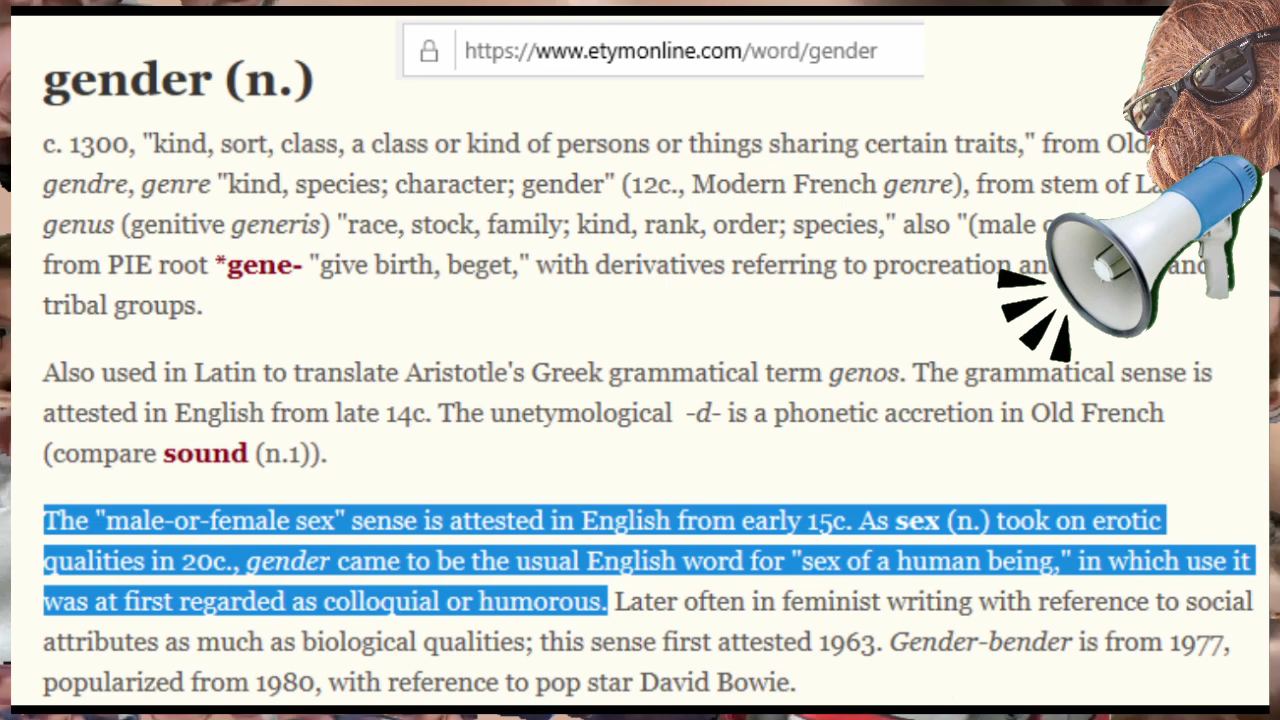 https://www.etymonline.com/word/gender
gender (n.)
c. 1300, "kind, sort, class, a class or kind of persons or things sharing certain traits," from Old
gendre, genre "kind, species; character; gender" (12c., Modern French genre), from stem of
genus (genitive generis) "race, stock, family; kind, rank, order; species," also "(male
from PIE root *gene- "give birth, beget," with derivatives referring to procreation and
tribal groups.
Also used in Latin to translate Aristotle's Greek grammatical term genos. The grammatical sense is
attested in English from late 14c. The unetymological -d- is a phonetic accretion in Old French
(compare sound (n.1)).
The "male-or-female sex" sense is attested in English from early 15c. As sex (n.) took on erotic
qualities in 20c., gender came to be the usual English word for "sex of a human being," in which use it
was at first regarded as colloquial or humorous. Later often in feminist writing with reference to social
attributes as much as biological qualities; this sense first attested 1963. Gender-bender is from 1977,
popularized from 1980, with reference to pop star David Bowie.